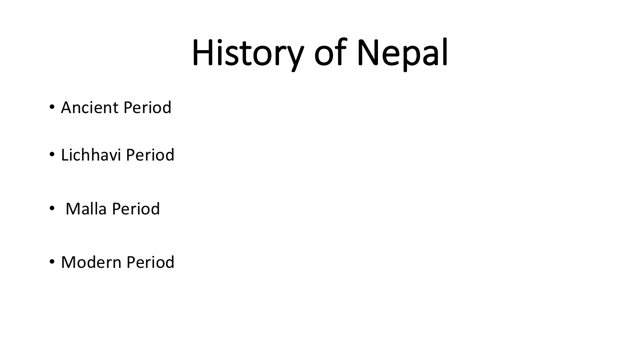 History of Nepal
• Ancient Period
• Lichhavi Period
• Malla Period
• Modern Period